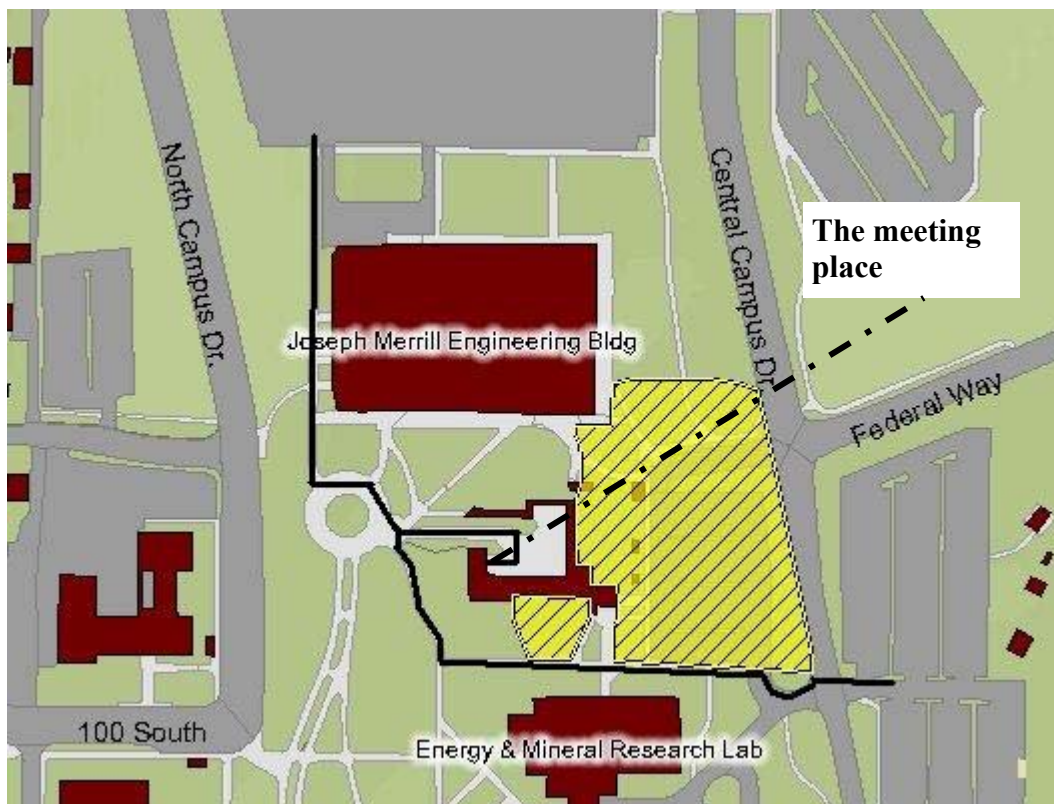 North Campus Dr.
Central Campus Dr.
The meeting
place
Joseph Merrill Engineering Bldg
Federal Way
100 South
Energy & Mineral Research Lab